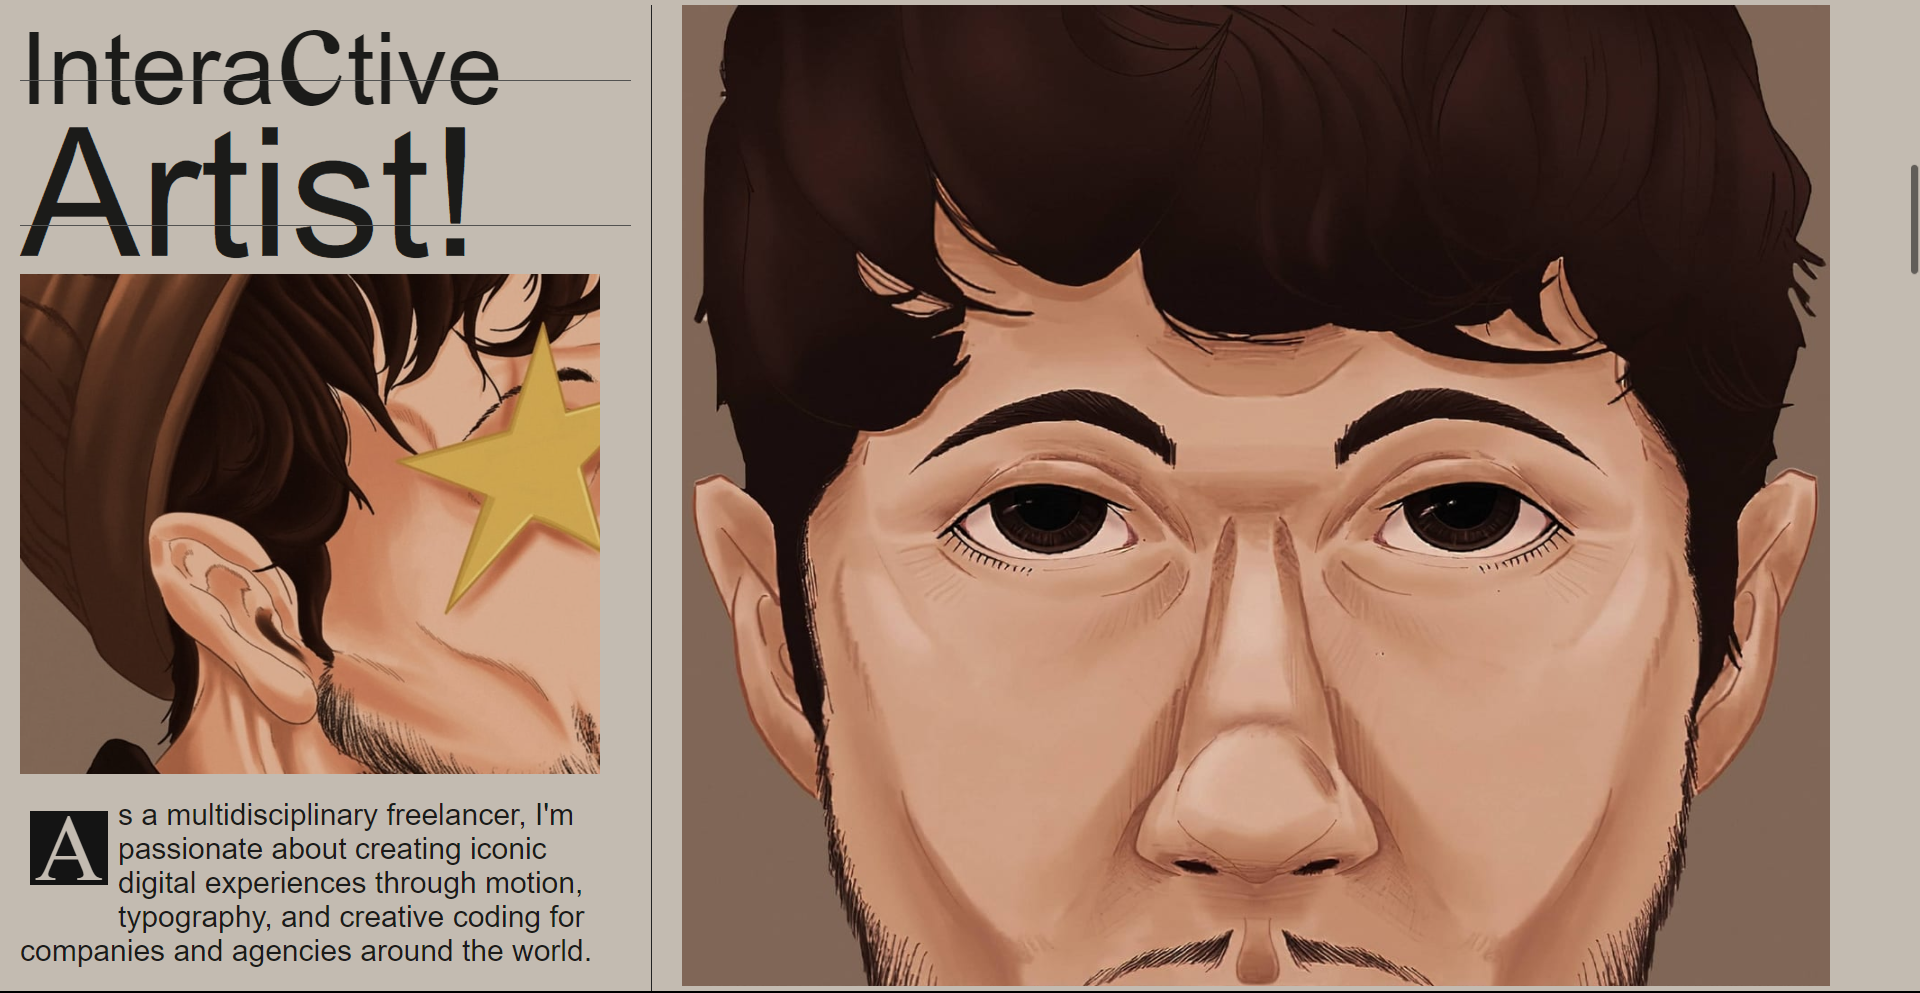 InteraCtive
Artist!
As a multidisciplinary freelancer, I'm
passionate about creating iconic
digital experiences through motion,
typography, and creative coding for
companies and agencies around the world.